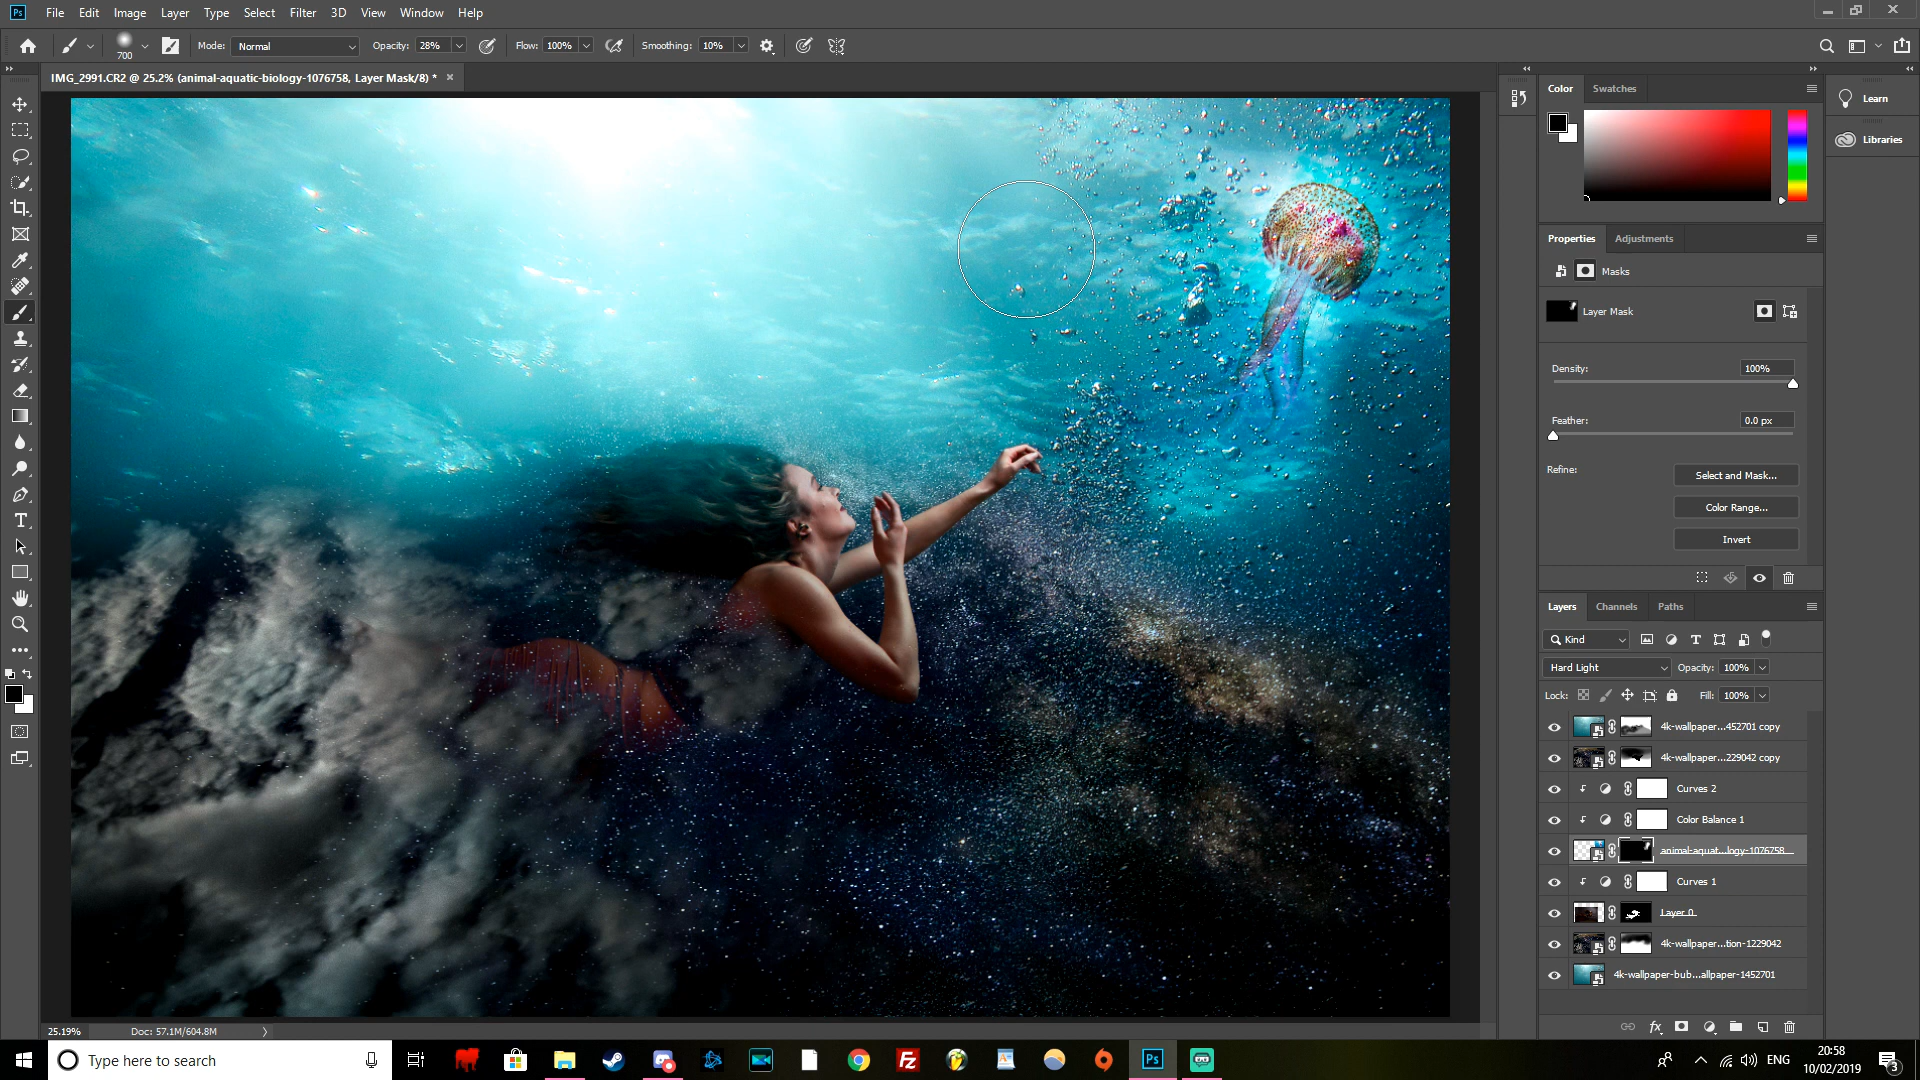 Ps File Edit Image Layer Type Select Filter 3D View Window Help
700 Mode: Normal Opacity: 28% Flow: 100% Smoothing: 10%
IMG_2991.CR2 @ 25.2% (animal-aquatic-biology-1076758, Layer Mask/8) * ×
Color Swatches
Learn
Libraries
Properties Adjustments
Masks
Layer Mask
Density: 100%
Feather: 0.0 px
Refine: Select and Mask...
Color Range...
Invert
Layers Channels Paths
Kind
Hard Light Opacity: 100%
Lock: Fill: 100%
4k-wallpaper...452701 copy
4k-wallpaper...229042 copy
Curves 2
Color Balance 1
animal-aquat...logy-1076758
Curves 1
Layer 0
4k-wallpaper...tion-1229042
4k-wallpaper-bub...allpaper-1452701
25.19% Doc: 57.1M/604.8M
Type here to search
Ps
ENG
20:58
10/02/2019
3